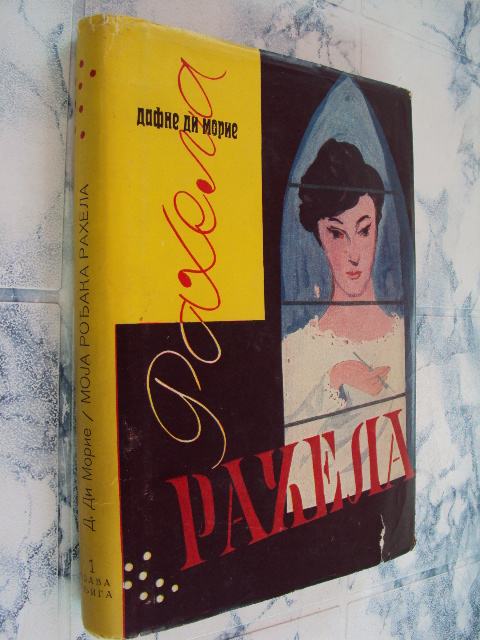 Дафне ди морие
Рахела
РАХЕЛА
Д. Ди Морие / МОЈА РОЂАКА РАХЕЛА
1